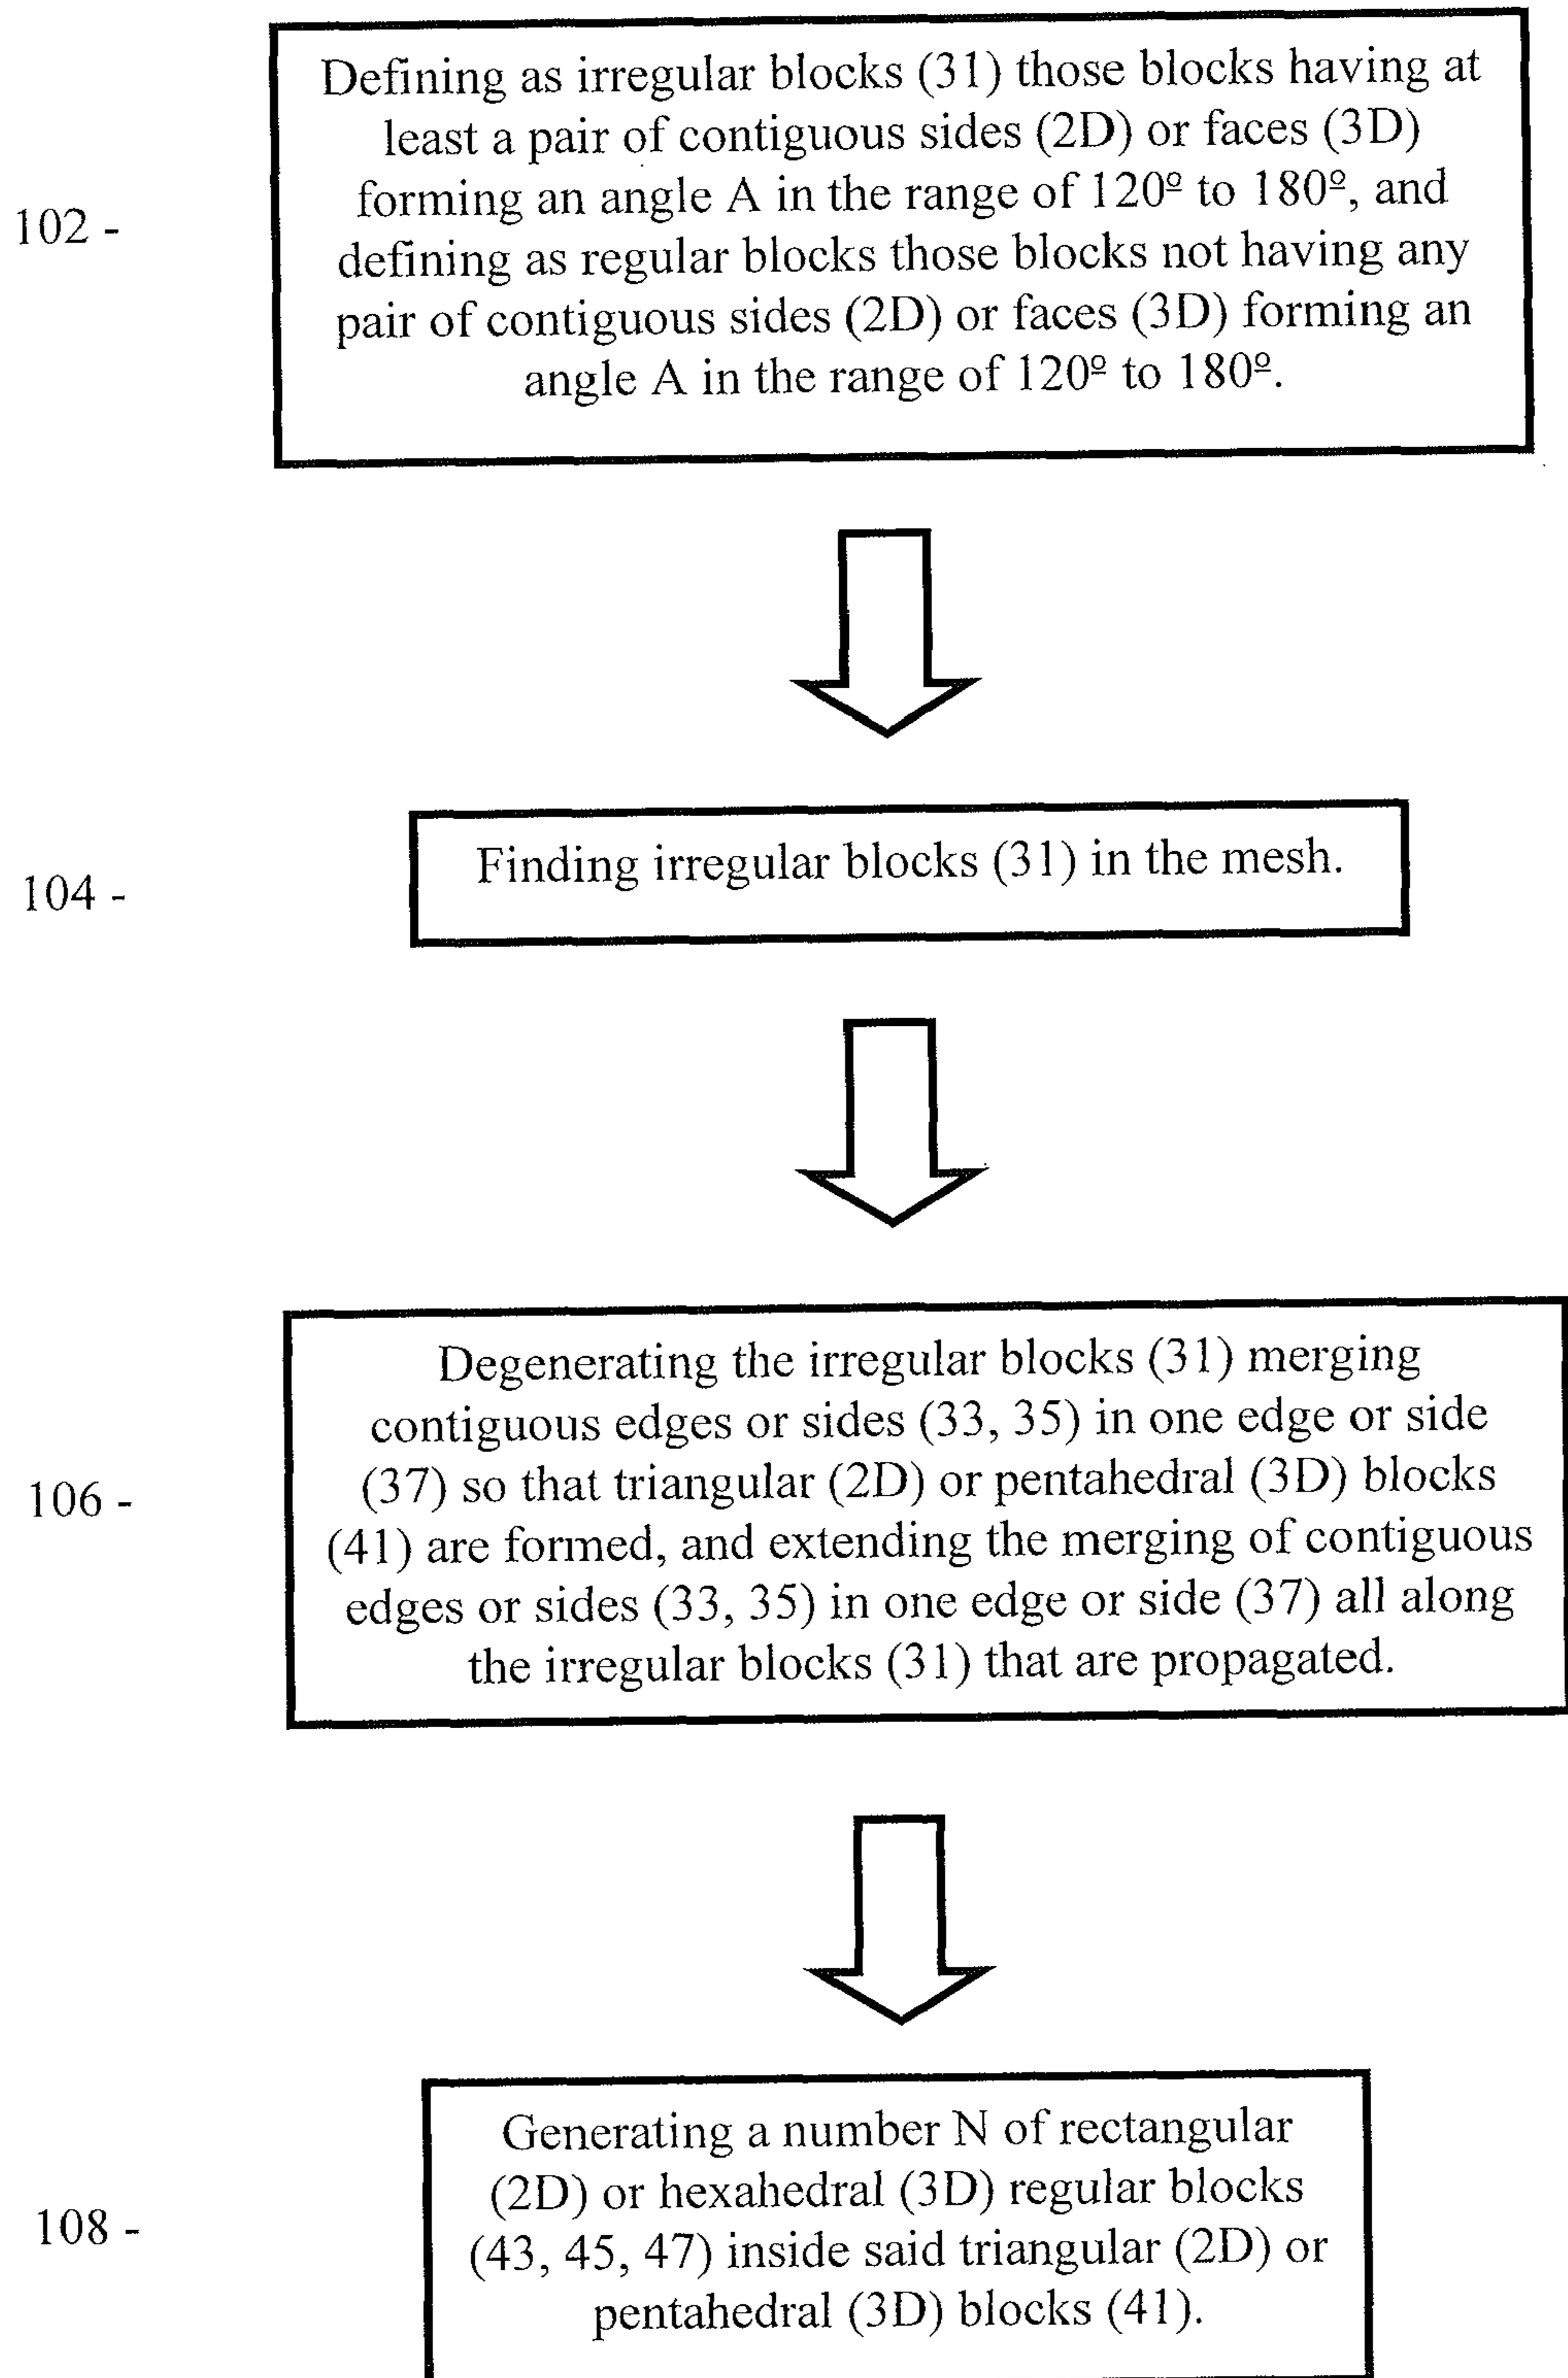 Defining as irregular blocks (31) those blocks having at
least a pair of contiguous sides (2D) or faces (3D)
forming an angle A in the range of 120º to 180º, and
102 -
defining as regular blocks those blocks not having any
pair of contiguous sides (2D) or faces (3D) forming an
angle A in the range of 120º to 180º.
104 -
Finding irregular blocks (31) in the mesh.
Degenerating the irregular blocks (31) merging
contiguous edges or sides (33, 35) in one edge or side
(37) so that triangular (2D) or pentahedral (3D) blocks
106 -
(41) are formed, and extending the merging of contiguous
edges or sides (33, 35) in one edge or side (37) all along
the irregular blocks (31) that are propagated.
Generating a number N of rectangular
(2D) or hexahedral (3D) regular blocks
108 -
(43, 45, 47) inside said triangular (2D) or
pentahedral (3D) blocks (41).